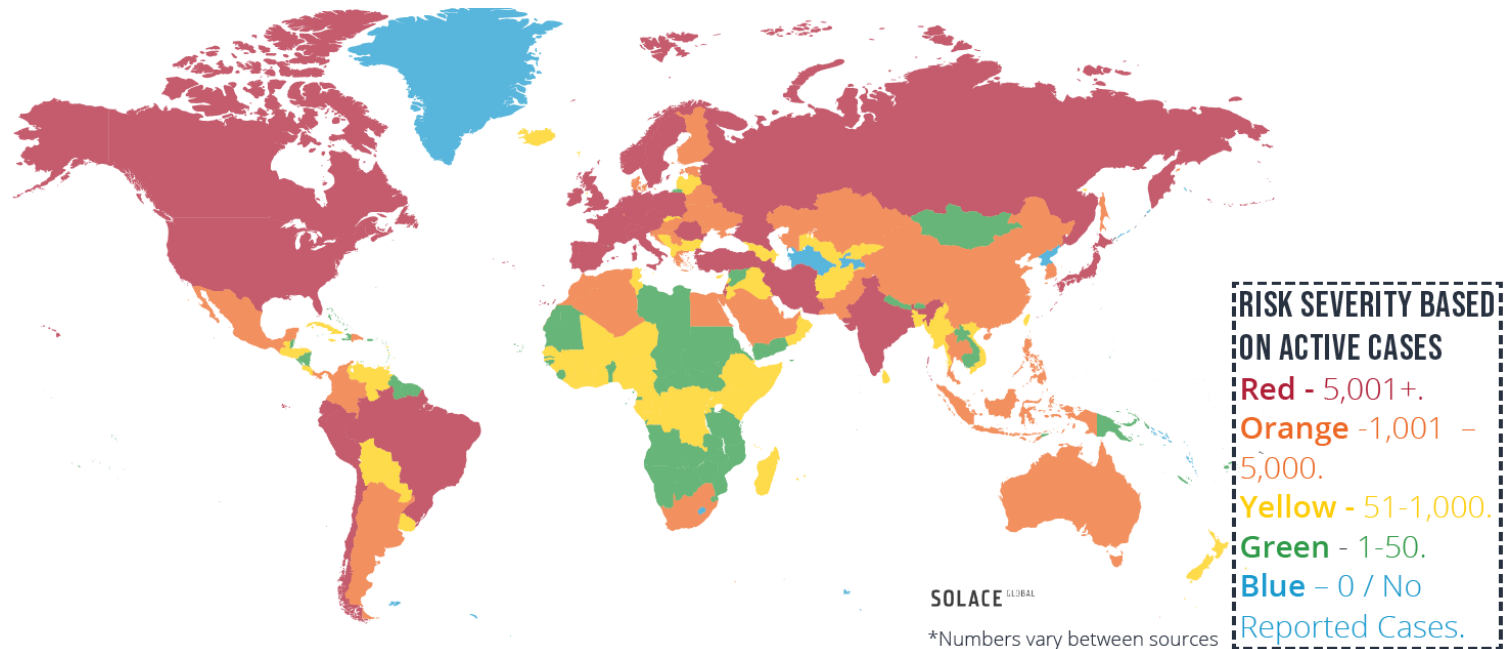 RISK SEVERITY BASED
ON ACTIVE CASES
Red - 5,001+.
Orange -1,001 –
5,000.
Yellow - 51-1,000.
Green - 1-50.
Blue – 0 / No
Reported Cases.
SOLACE GLOBAL
*Numbers vary between sources